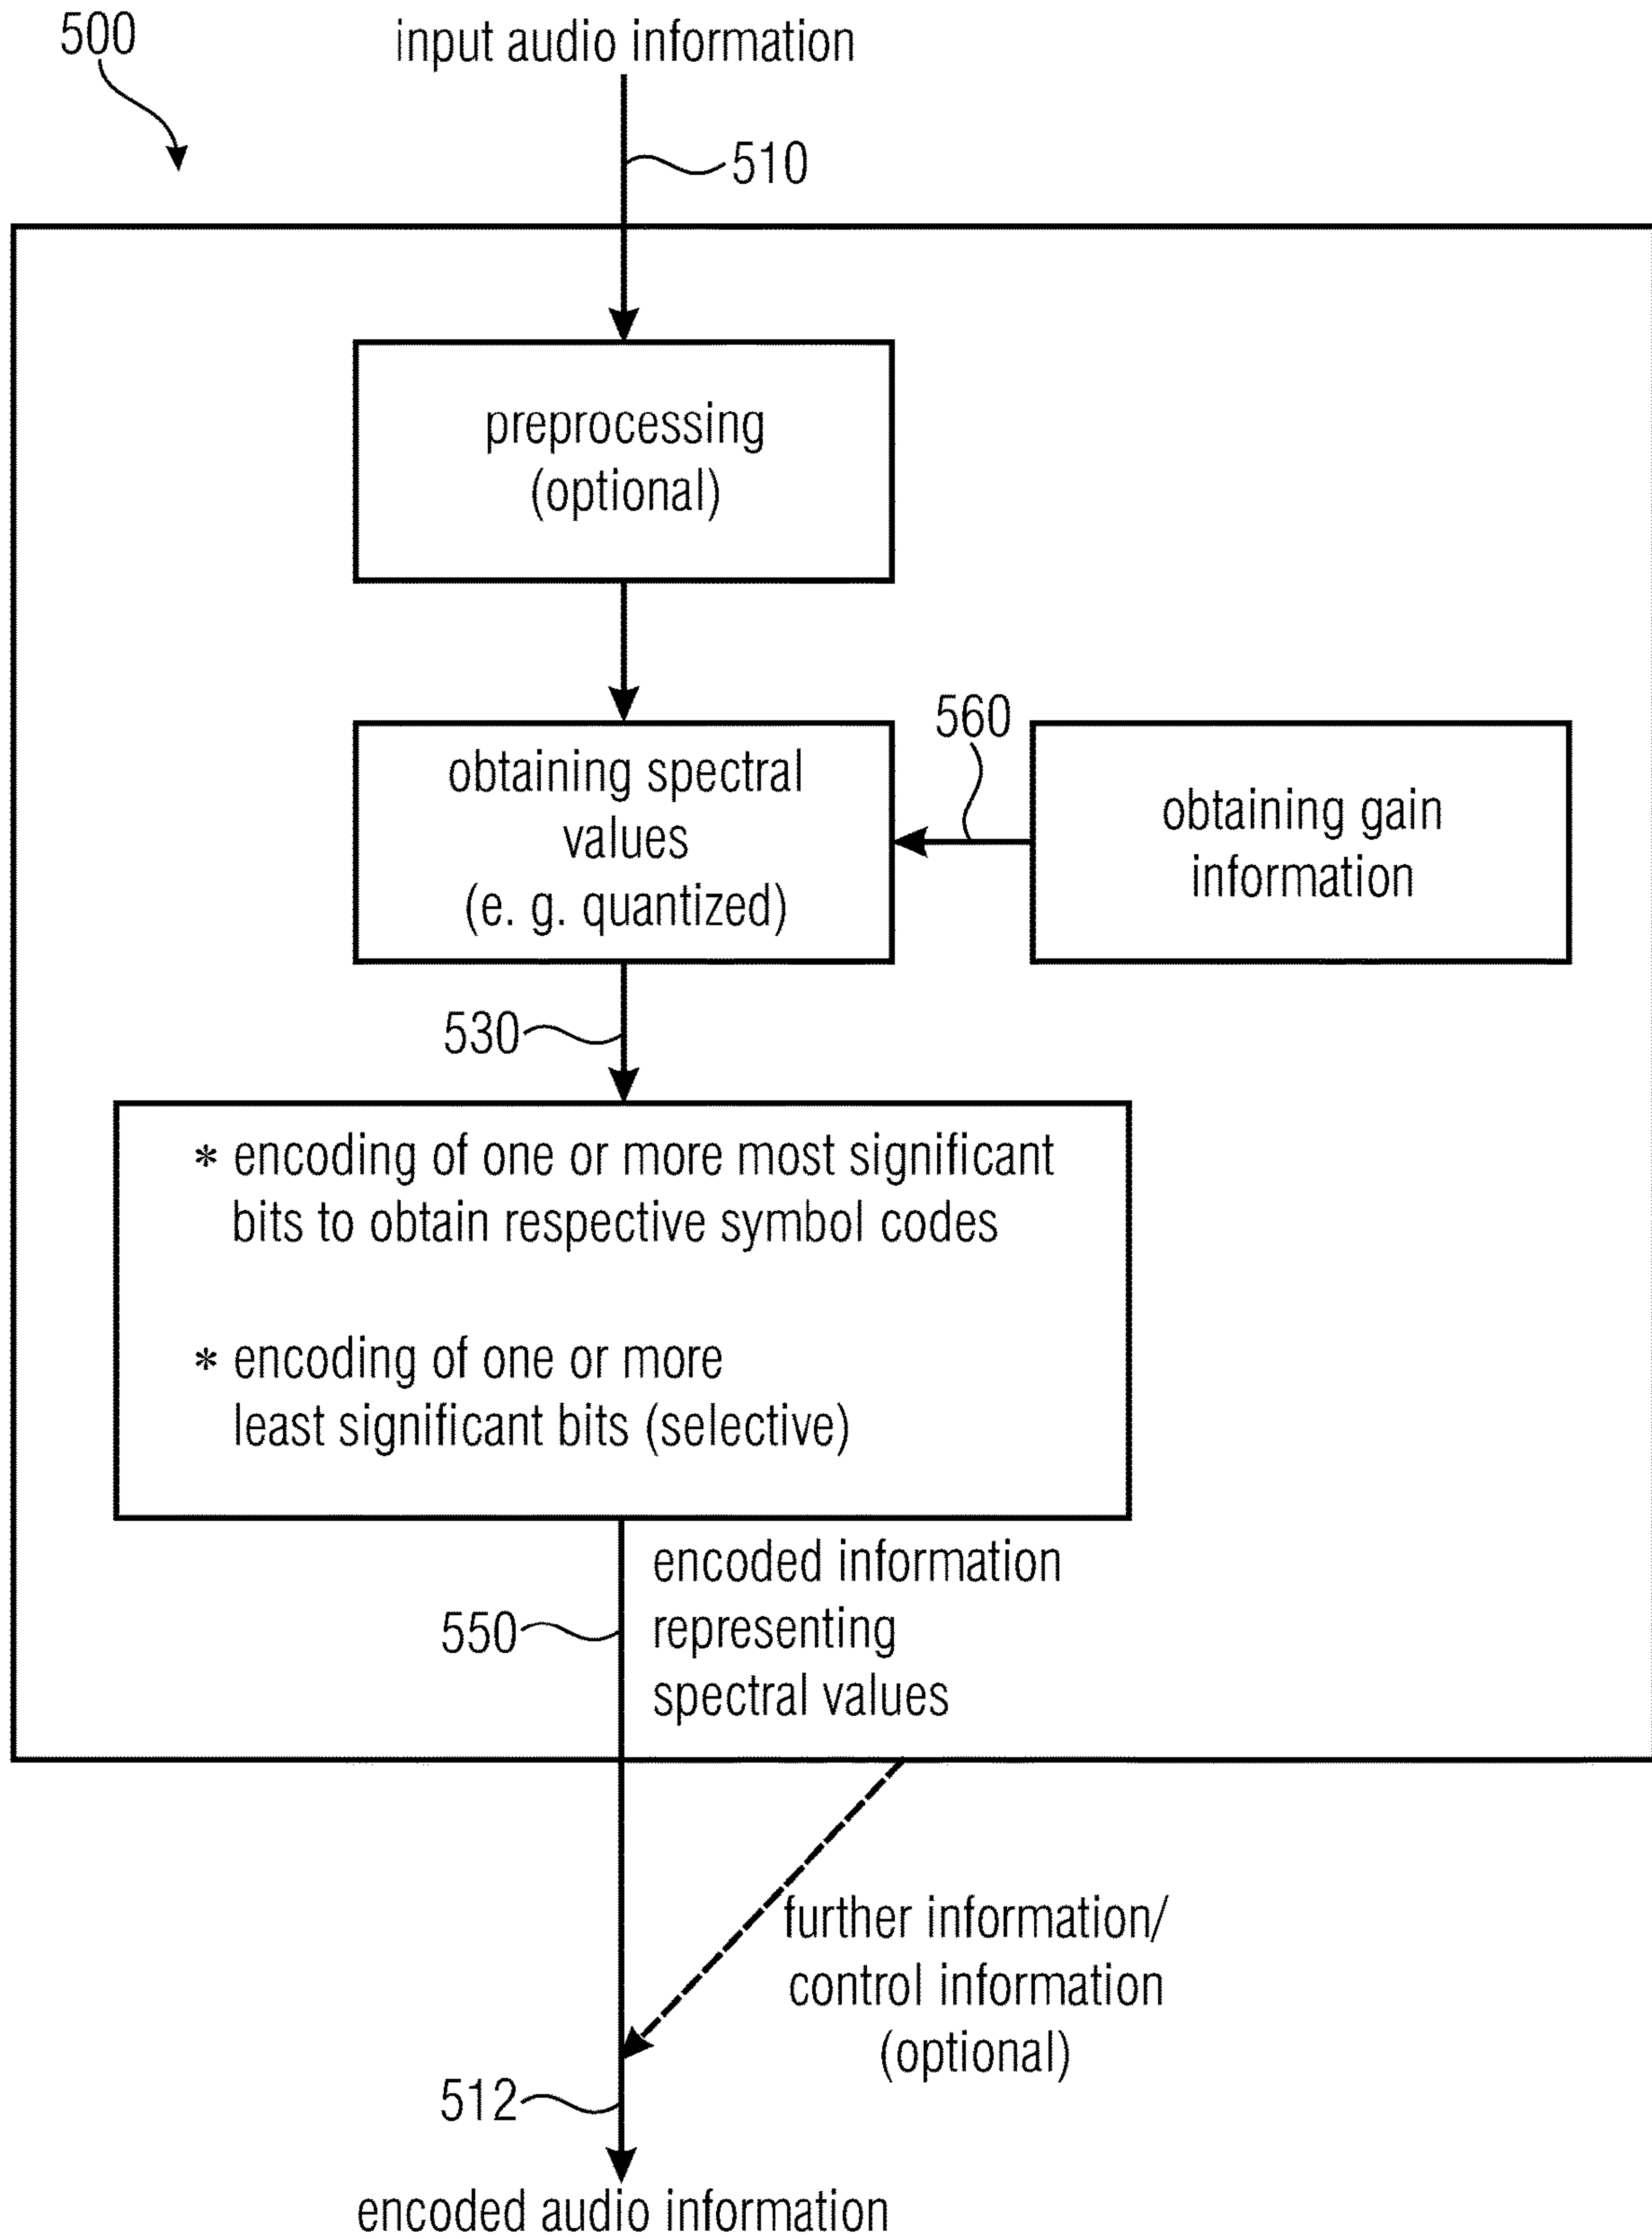 500
input audio information
510
preprocessing
(optional)
560
obtaining spectral
values
(e. g. quantized)
obtaining gain
information
530
* encoding of one or more most significant
bits to obtain respective symbol codes
* encoding of one or more
least significant bits (selective)
encoded information
representing
spectral values
550
further information/
control information
(optional)
512
encoded audio information